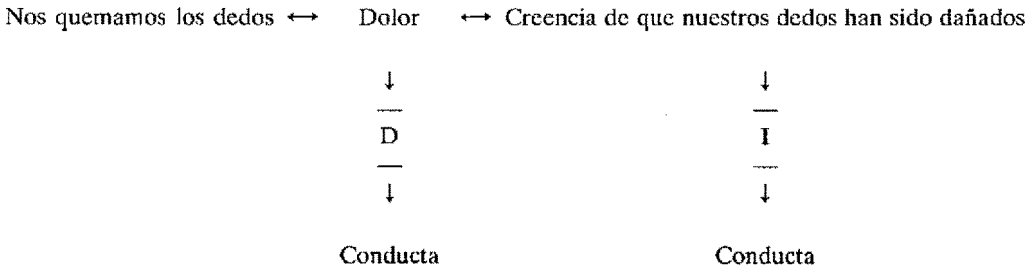 Nos quemamos los dedos ↔ Dolor ↔ Creencia de que nuestros dedos han sido dañados
↓ ↓
D I
↓ ↓
Conducta Conducta